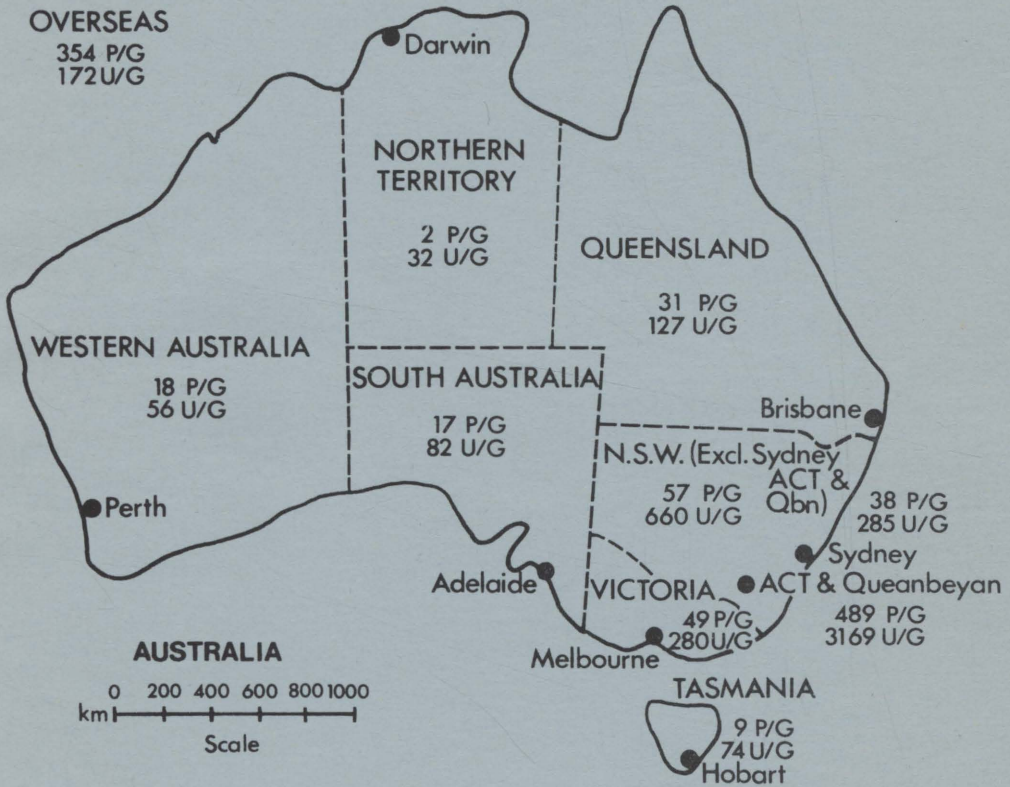 OVERSEAS
354 P/G
172 U/G
Darwin
NORTHERN
TERRITORY
2 P/G
32 U/G
QUEENSLAND
31 P/G
127 U/G
WESTERN AUSTRALIA
18 P/G
56 U/G
SOUTH AUSTRALIA
17 P/G
82 U/G
Brisbane
N.S.W. (Excl. Sydney
ACT &
Qbn)
57 P/G
660 U/G
38 P/G
285 U/G
Perth
Sydney
Adelaide
VICTORIA
ACT & Queanbeyan
49 P/G
280 U/G
489 P/G
3169 U/G
Melbourne
AUSTRALIA
0 200 400 600 800 1000
km
Scale
TASMANIA
9 P/G
74 U/G
Hobart